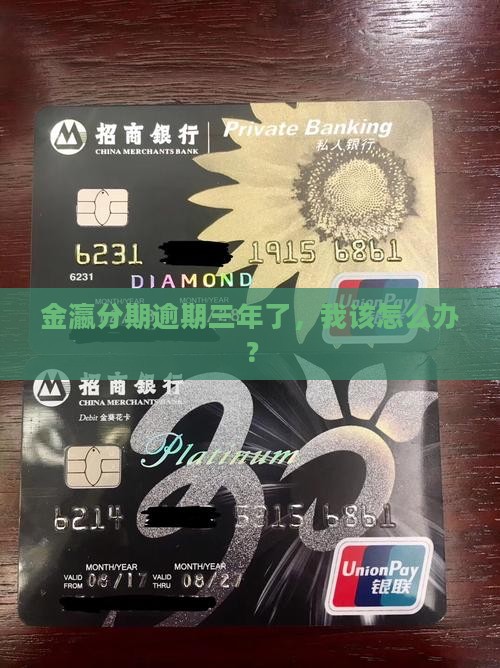 招商银行 Private Banking
CHINA MERCHANTS BANK 私人银行
6231 1915 6861
6231
DIAMOND
UnionPay
金瀛分期逾期三年了，我该怎么办
？
招商银行
CHINA MERCHANTS BANK
Debit 金葵花卡
Platinum
6214 5315 6861
MONTH/YEAR MONTH/YEAR
VALID FROM 08/17 VALID THRU 08/27
UnionPay
银联